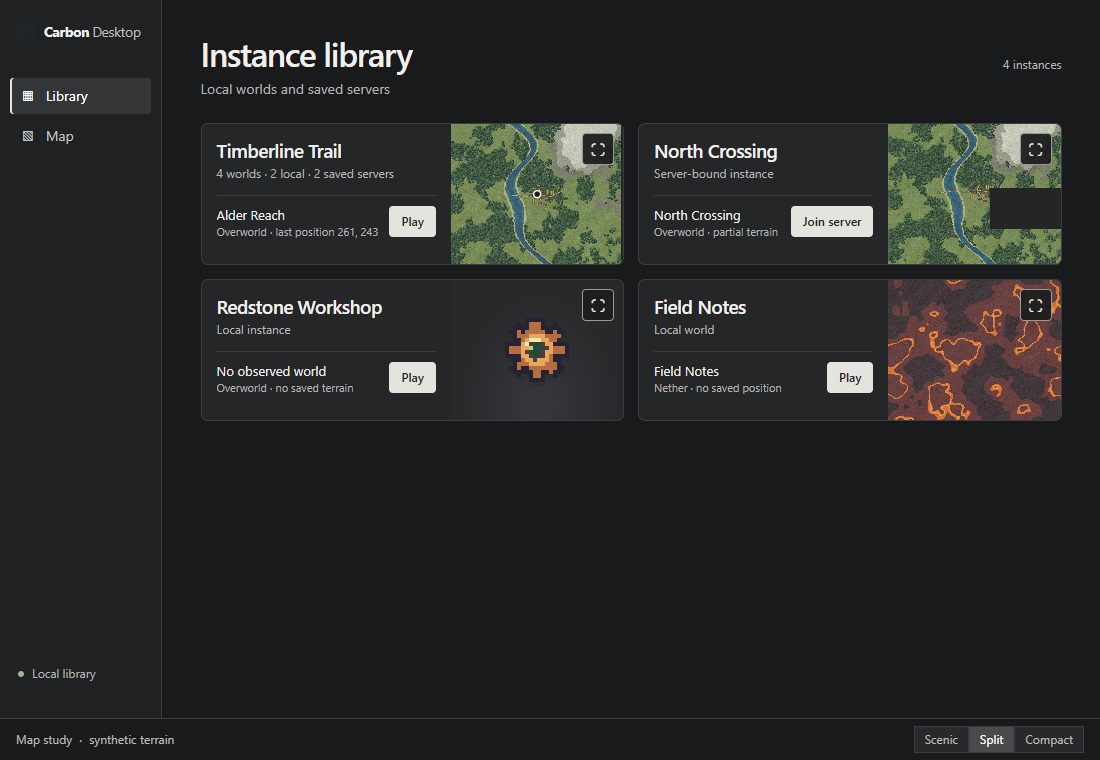 Carbon Desktop
Library
Map
Local library
Instance library
Local worlds and saved servers
4 instances
Timberline Trail
4 worlds · 2 local · 2 saved servers
Alder Reach
Overworld · last position 261, 243
Play
North Crossing
Server-bound instance
North Crossing
Overworld · partial terrain
Join server
Redstone Workshop
Local instance
No observed world
Overworld · no saved terrain
Play
Field Notes
Local world
Field Notes
Nether · no saved position
Play
Map study · synthetic terrain
Scenic
Split
Compact